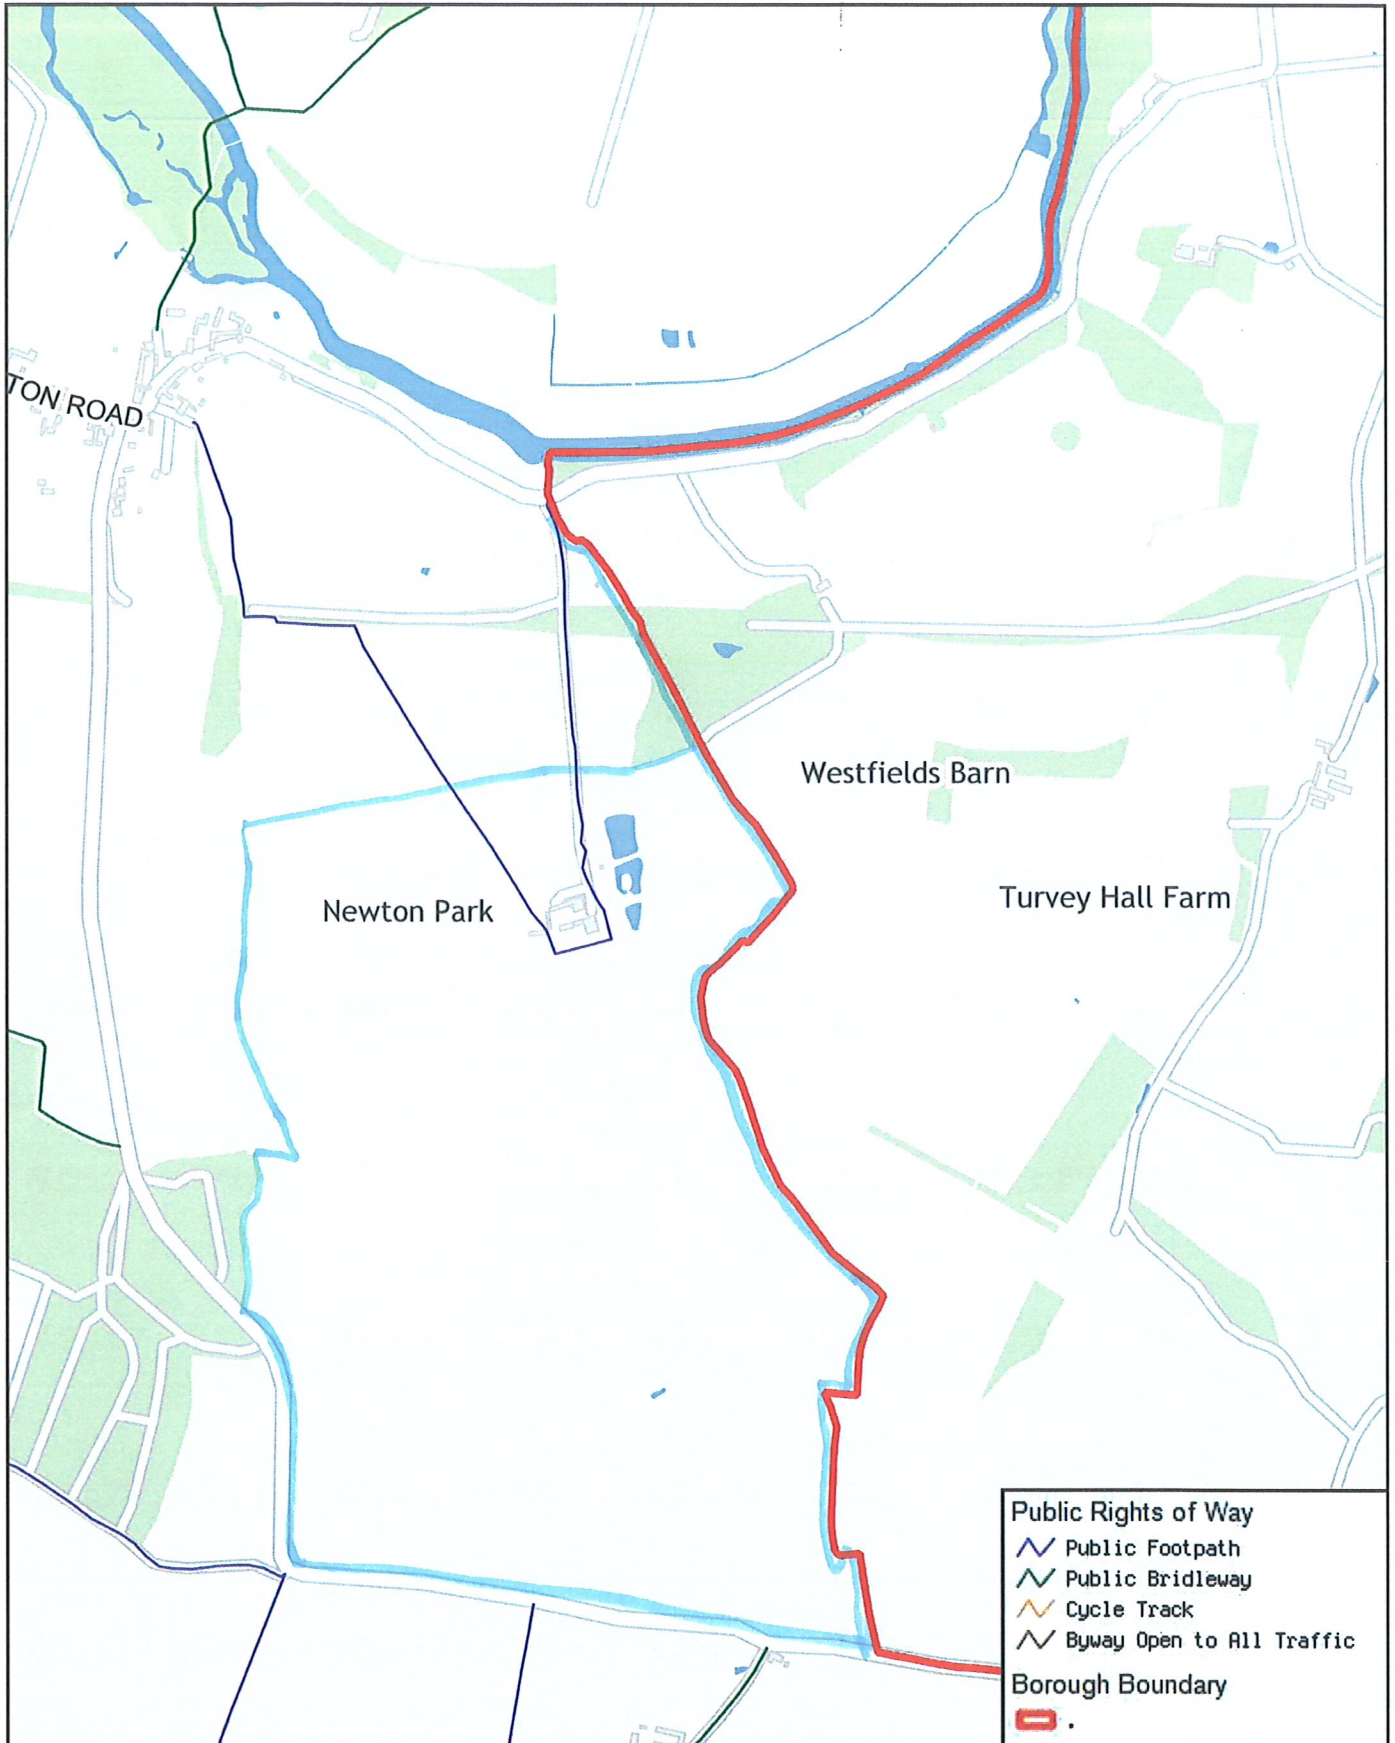 TON ROAD
Westfields Barn
Turvey Hall Farm
Newton Park
Public Rights of Way
Public Footpath
Public Bridleway
Cycle Track
Byway Open to All Traffic
Borough Boundary
.